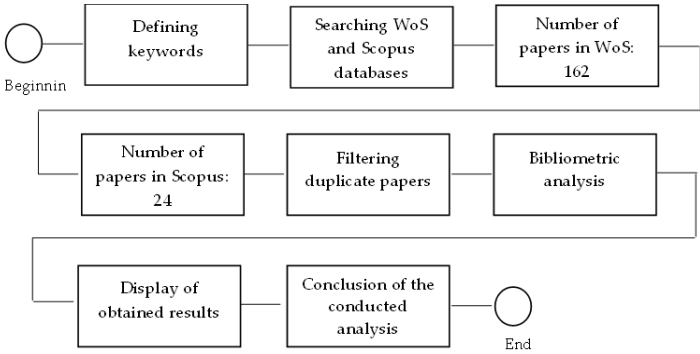 Beginnin
Defining
keywords
Searching WoS
and Scopus
databases
Number of
papers in WoS:
162
Number of
papers in Scopus:
24
Filtering
duplicate papers
Bibliometric
analysis
Display of
obtained results
Conclusion of the
conducted
analysis
End